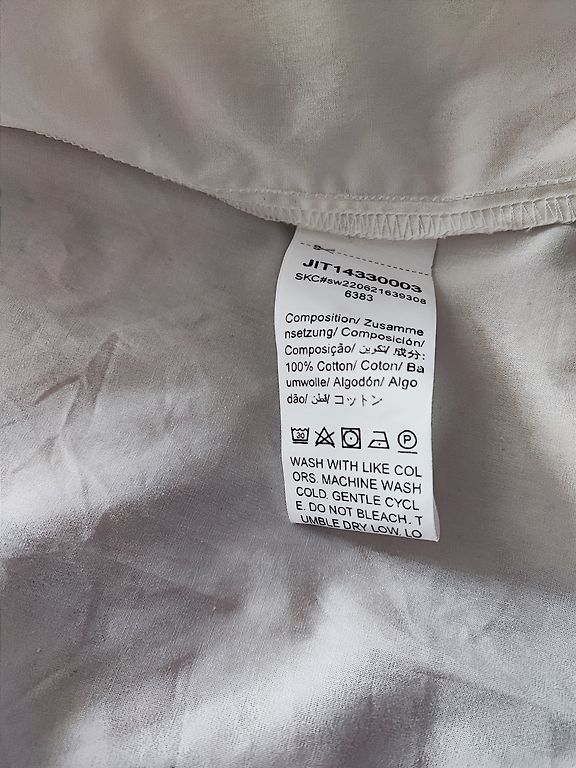 JIT14330003
SKC#sw220621639308
6383
Composition/ Zusamme
nsetzung/ Composición/
Composição/ تكوين/ 成分:
100% Cotton/ Coton/ Ba
umwolle/ Algodón/ Algo
dão/ قطن/ コットン
30 P
WASH WITH LIKE COL
ORS. MACHINE WASH
COLD. GENTLE CYCL
E. DO NOT BLEACH. T
UMBLE DRY LOW. LO